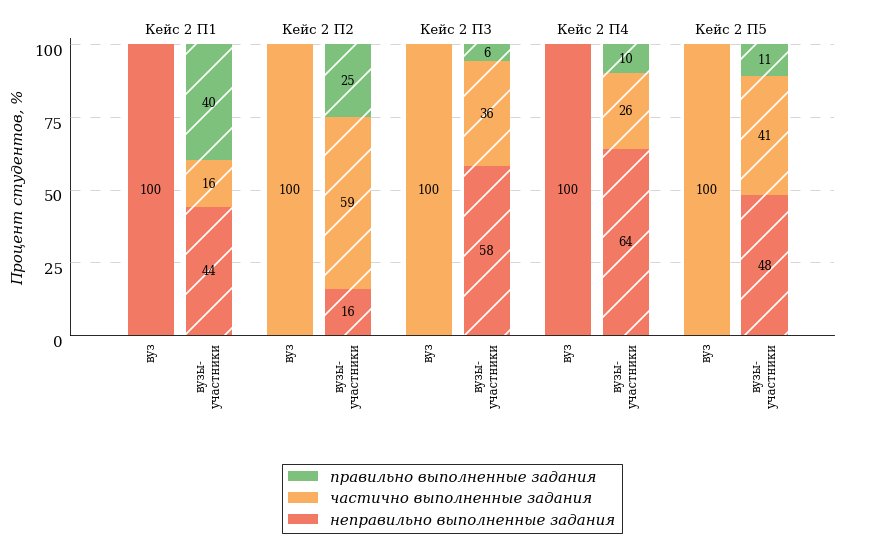 Кейс 2 П1 Кейс 2 П2 Кейс 2 П3 Кейс 2 П4 Кейс 2 П5
Процент студентов, %
100
75
50
25
0
100 40 16 44
100 25 59 16
100 6 36 58
100 10 26 64
100 11 41 48
вуз
вузы-
участники
вуз
вузы-
участники
вуз
вузы-
участники
вуз
вузы-
участники
вуз
вузы-
участники
правильно выполненные задания
частично выполненные задания
неправильно выполненные задания